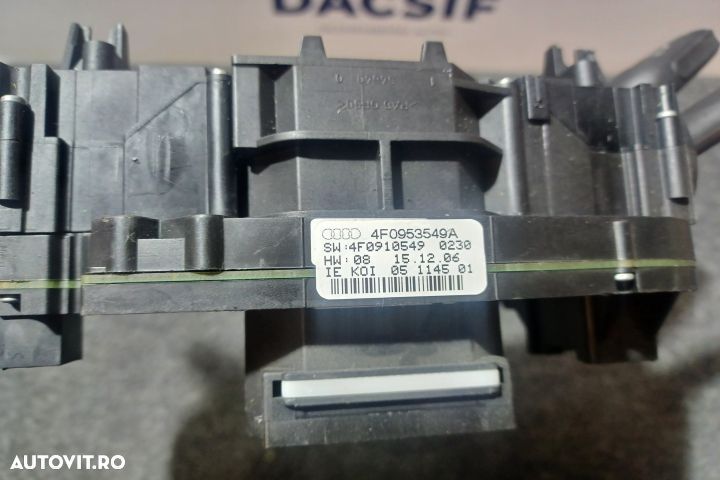 DACSIF
4F0953549A
SW:4F0910549 0230
HW:08 15.12.06
IE KOI 05 1145 01
AUTOVIT.RO